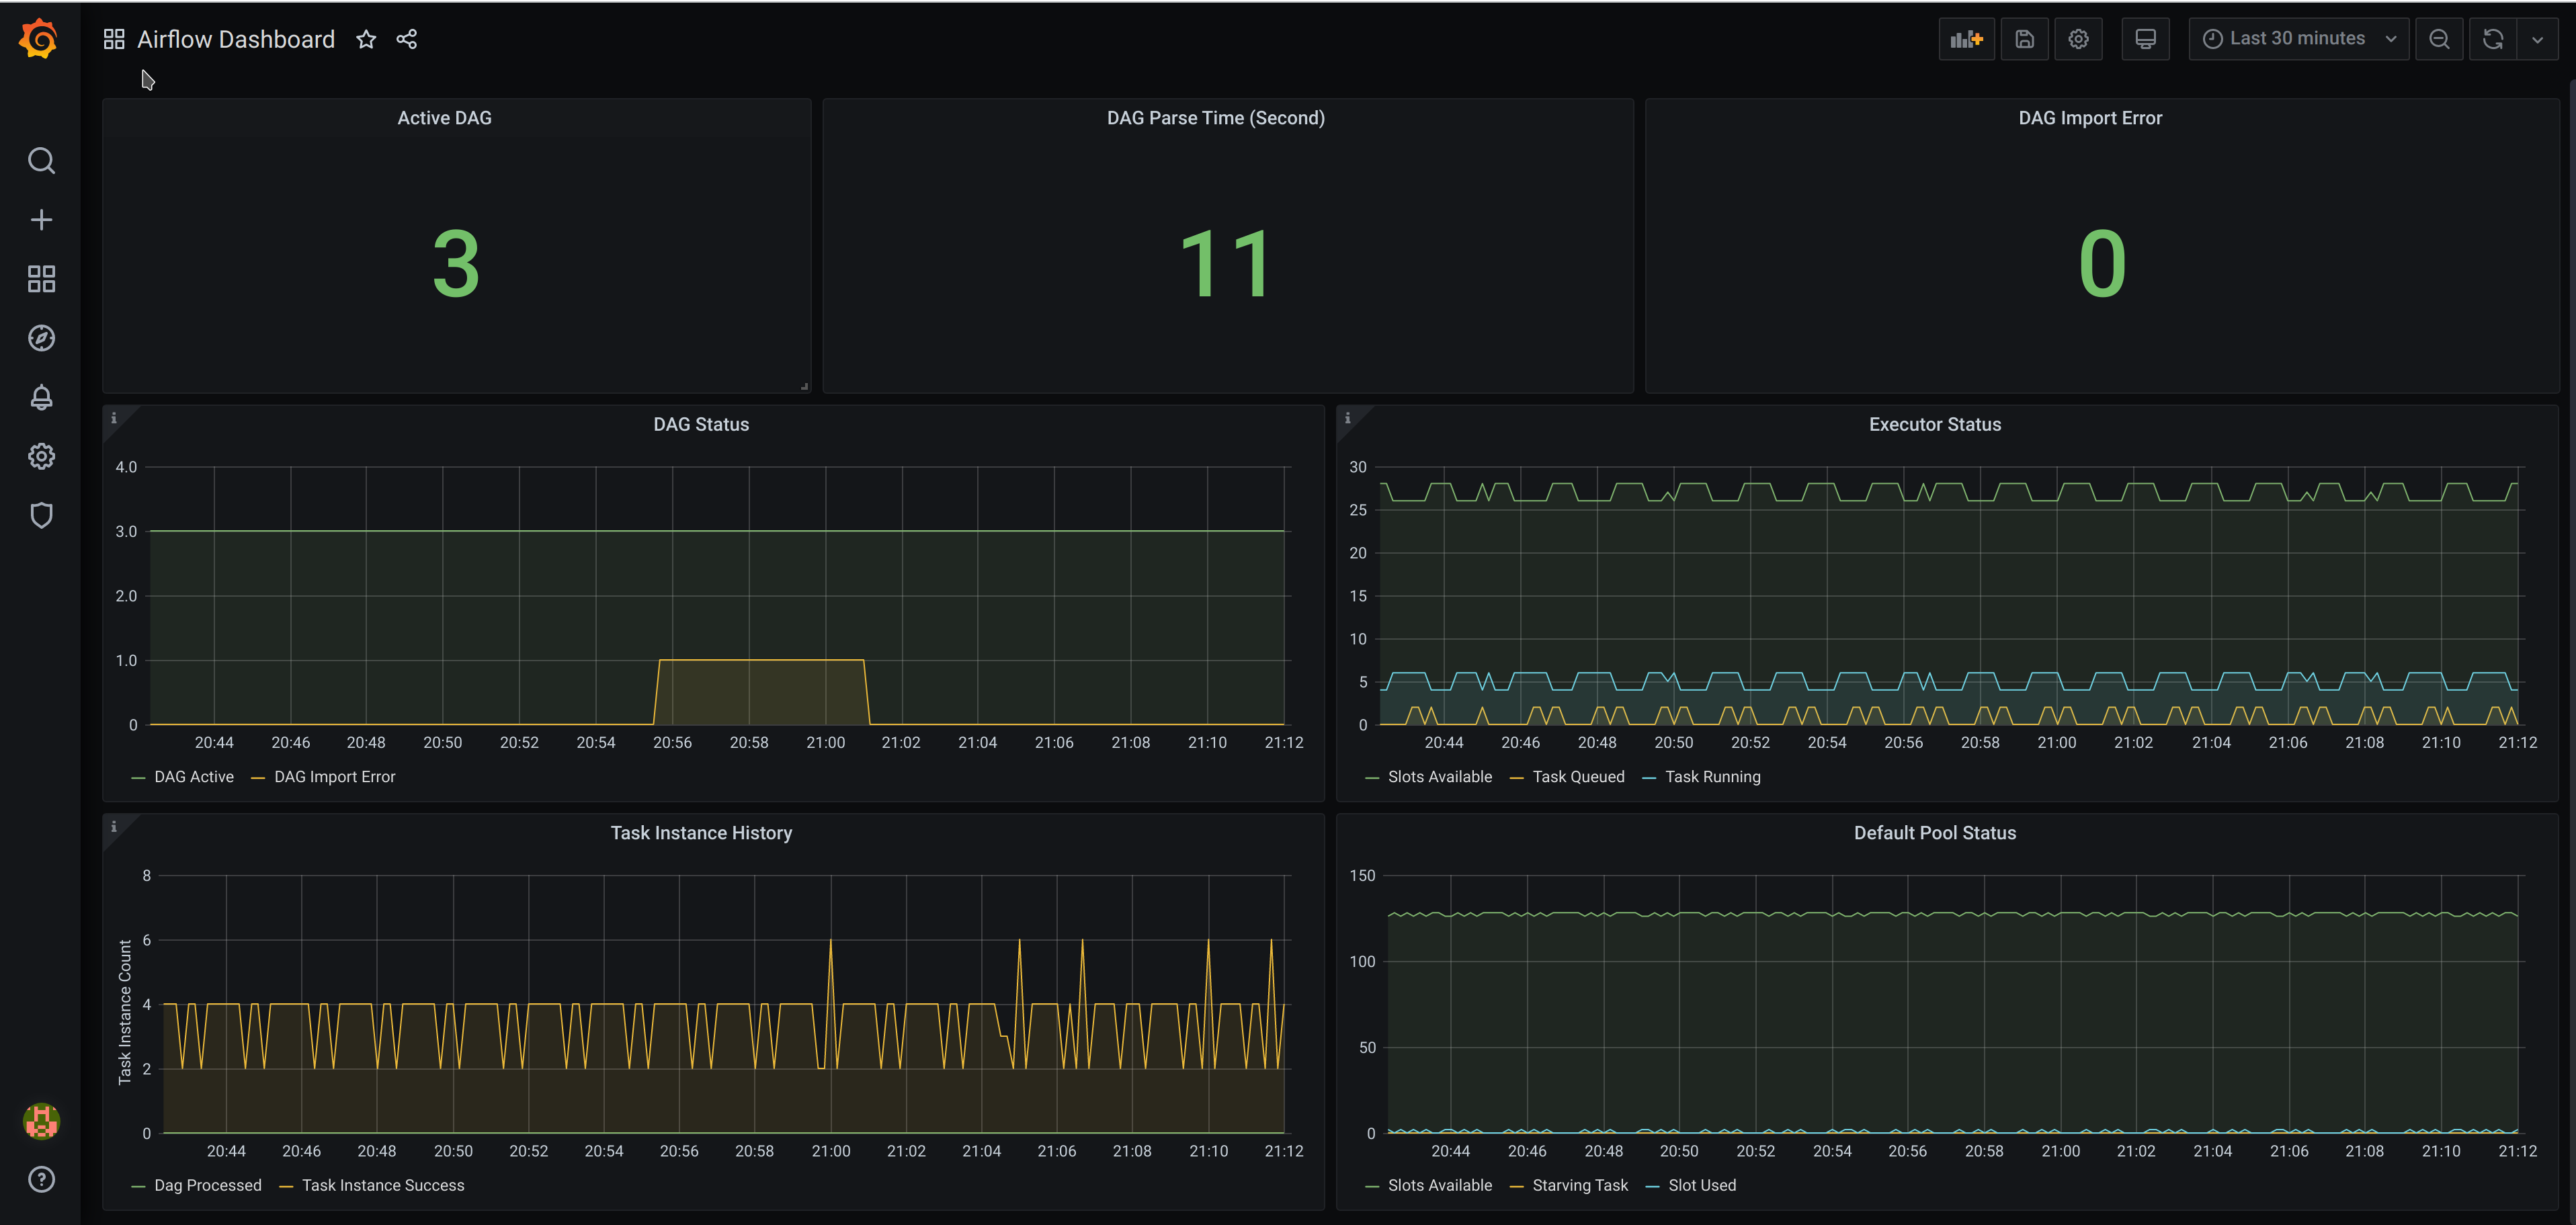 Airflow Dashboard
Last 30 minutes
Active DAG
3
DAG Parse Time (Second)
11
DAG Import Error
0
DAG Status
4.0
3.0
2.0
1.0
0
20:44 20:46 20:48 20:50 20:52 20:54 20:56 20:58 21:00 21:02 21:04 21:06 21:08 21:10 21:12
DAG Active DAG Import Error
Executor Status
30
25
20
15
10
5
0
20:44 20:46 20:48 20:50 20:52 20:54 20:56 20:58 21:00 21:02 21:04 21:06 21:08 21:10 21:12
Slots Available Task Queued Task Running
Task Instance History
Task Instance Count
8
6
4
2
0
20:44 20:46 20:48 20:50 20:52 20:54 20:56 20:58 21:00 21:02 21:04 21:06 21:08 21:10 21:12
Dag Processed Task Instance Success
Default Pool Status
150
100
50
0
20:44 20:46 20:48 20:50 20:52 20:54 20:56 20:58 21:00 21:02 21:04 21:06 21:08 21:10 21:12
Slots Available Starving Task Slot Used